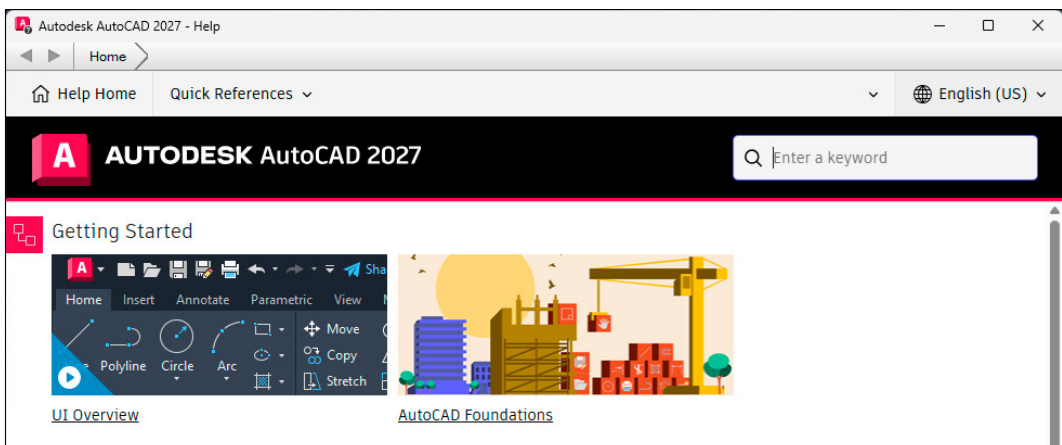 Autodesk AutoCAD 2027 - Help
Home
Help Home Quick References English (US)
A AUTODESK AutoCAD 2027
Enter a keyword
Getting Started
A Sha
Home Insert Annotate Parametric View
Polyline Circle Arc
Move
Copy
Stretch
UI Overview AutoCAD Foundations